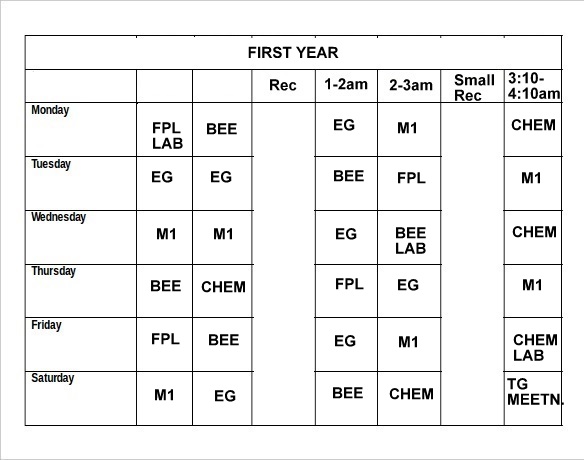 FIRST YEAR
Rec 1-2am 2-3am Small Rec 3:10-4:10am
Monday FPL LAB BEE EG M1 CHEM
Tuesday EG EG BEE FPL M1
Wednesday M1 M1 EG BEE LAB CHEM
Thursday BEE CHEM FPL EG M1
Friday FPL BEE EG M1 CHEM LAB
Saturday M1 EG BEE CHEM TG MEETN.